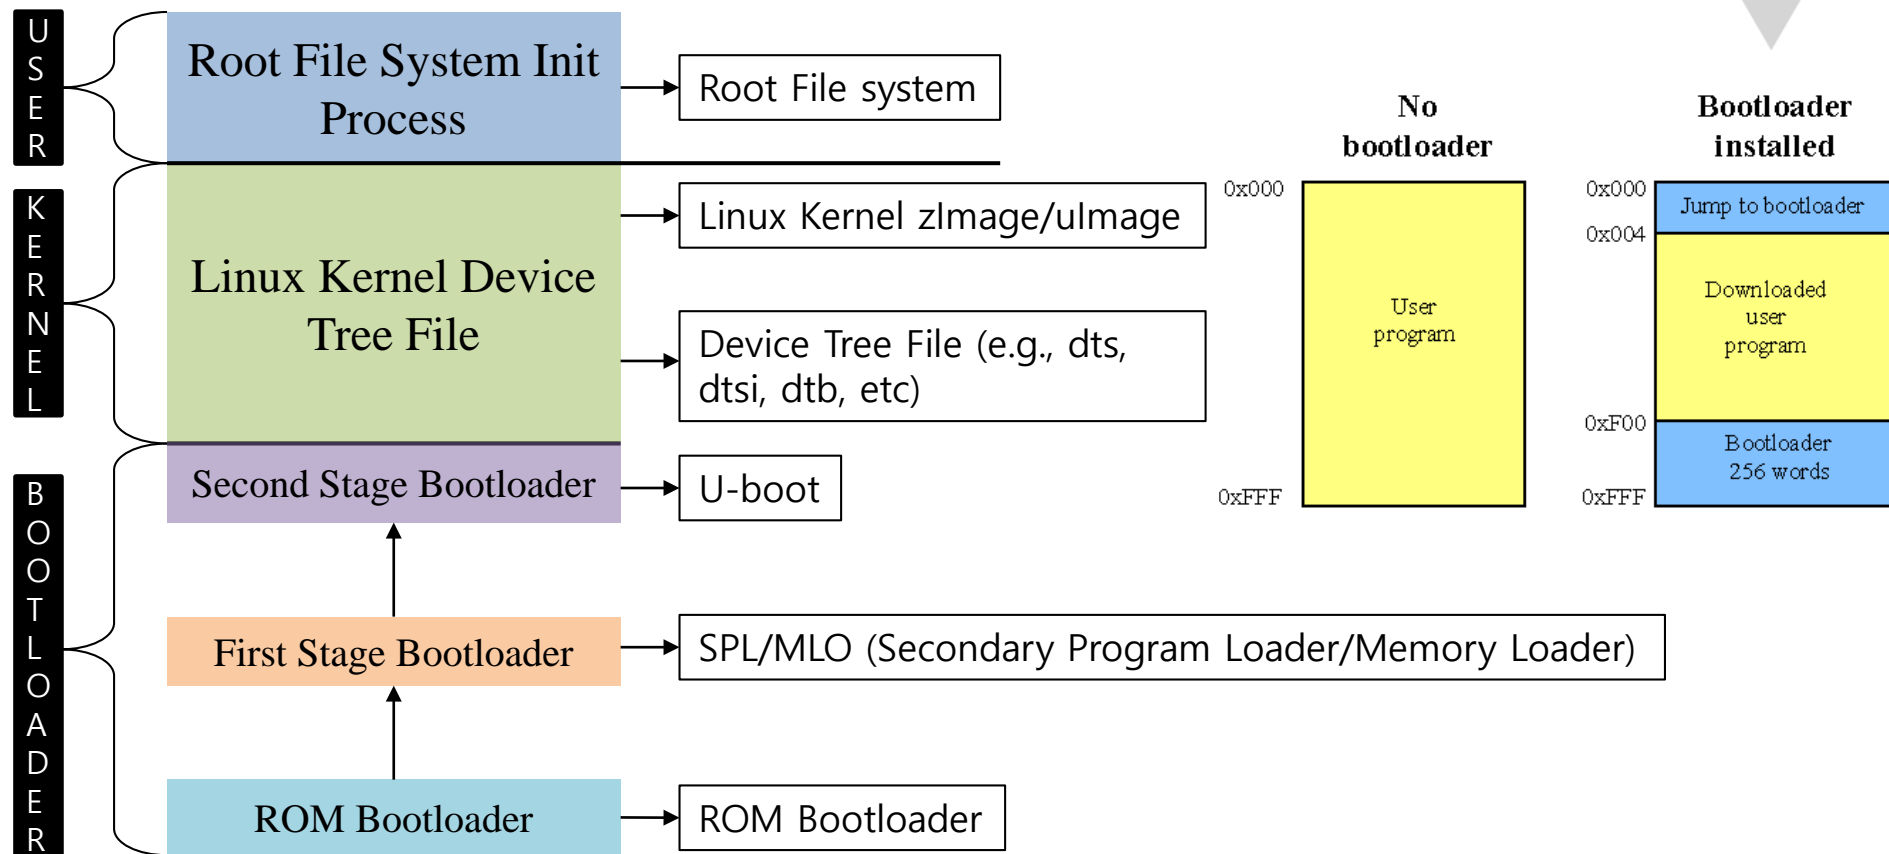 USER
Root File System Init
Process
Root File system
KERNEL
Linux Kernel Device
Tree File
Linux Kernel zImage/uImage
Device Tree File (e.g., dts,
dtsi, dtb, etc)
BOOTLOADER
Second Stage Bootloader
U-boot
First Stage Bootloader
SPL/MLO (Secondary Program Loader/Memory Loader)
ROM Bootloader
ROM Bootloader
No
bootloader
0x000
User
program
0xFFF
Bootloader
installed
0x000
Jump to bootloader
0x004
Downloaded
user
program
0xF00
Bootloader
256 words
0xFFF